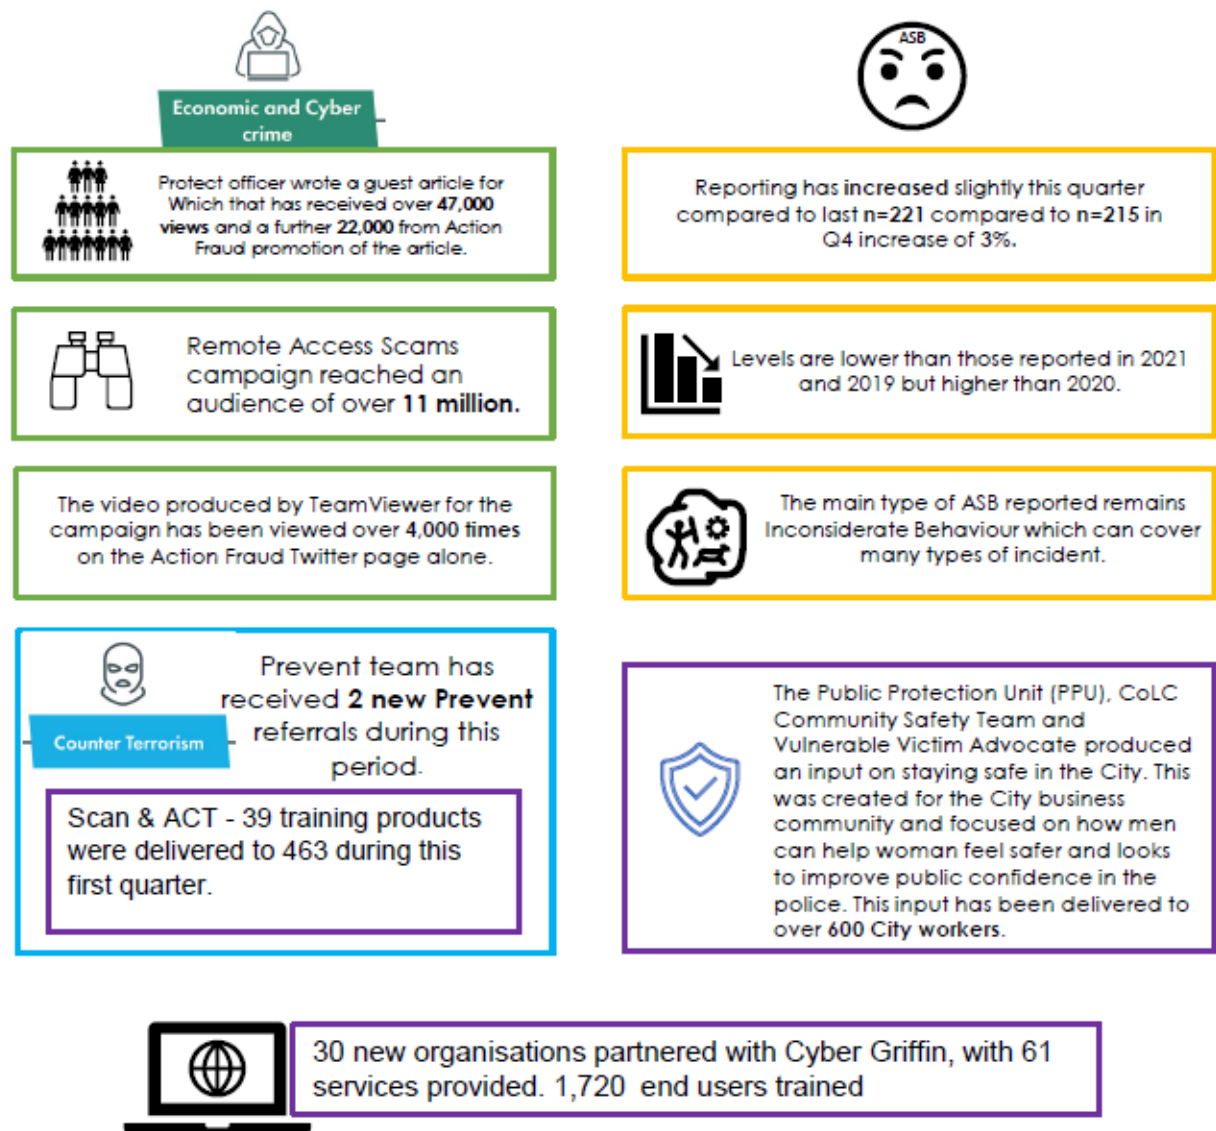 Economic and Cyber
crime
Protect officer wrote a guest article for
Which that has received over 47,000
views and a further 22,000 from Action
Fraud promotion of the article.
Remote Access Scams
campaign reached an
audience of over 11 million.
The video produced by TeamViewer for the
campaign has been viewed over 4,000 times
on the Action Fraud Twitter page alone.
Counter Terrorism
Prevent team has
received 2 new Prevent
referrals during this
period.
Scan & ACT - 39 training products
were delivered to 463 during this
first quarter.
ASB
Reporting has increased slightly this quarter
compared to last n=221 compared to n=215 in
Q4 increase of 3%.
Levels are lower than those reported in 2021
and 2019 but higher than 2020.
The main type of ASB reported remains
Inconsiderate Behaviour which can cover
many types of incident.
The Public Protection Unit (PPU), CoLC
Community Safety Team and
Vulnerable Victim Advocate produced
an input on staying safe in the City. This
was created for the City business
community and focused on how men
can help woman feel safer and looks
to improve public confidence in the
police. This input has been delivered to
over 600 City workers.
30 new organisations partnered with Cyber Griffin, with 61
services provided. 1,720 end users trained